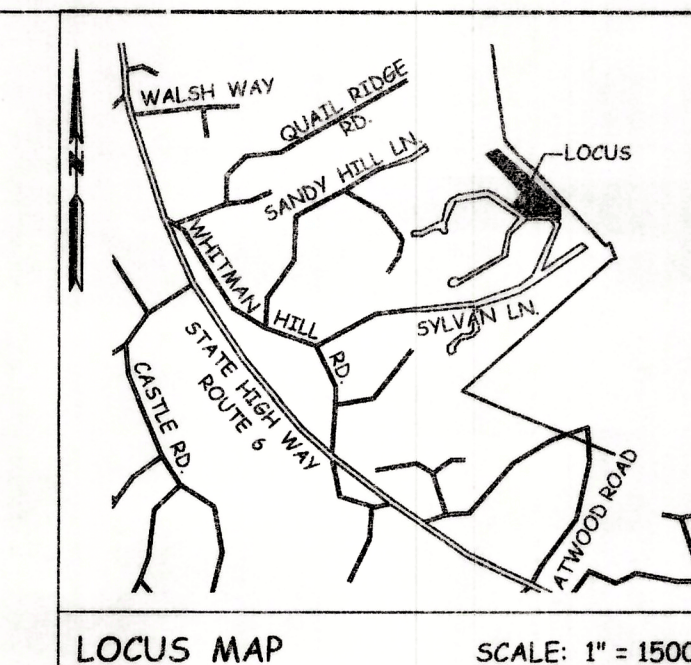 WALSH WAY
QUAIL RIDGE
RD.
SANDY HILL LN.
LOCUS
N
WHITMAN
HILL
RD.
SYLVAN LN.
STATE HIGH WAY
ROUTE 6
CASTLE RD.
ATWOOD ROAD
LOCUS MAP
SCALE: 1" = 1500